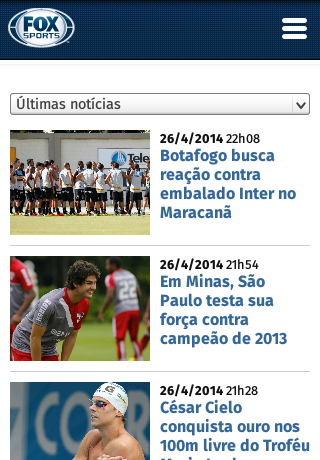 FOX
SPORTS
Últimas notícias
26/4/2014 22h08
Botafogo busca
reação contra
embalado Inter no
Maracanã
26/4/2014 21h54
Em Minas, São
Paulo testa sua
força contra
campeão de 2013
26/4/2014 21h28
César Cielo
conquista ouro nos
100m livre do Troféu